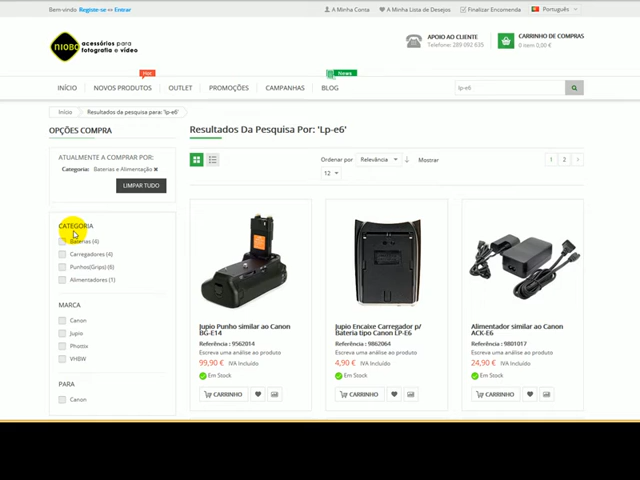 Bem-vindo Registe-se ou Entrar
A Minha Conta
A Minha Lista de Desejos
Finalizar Encomenda
Português
NIOBO
acessórios para
fotografia e vídeo
APOIO AO CLIENTE
Telefone: 289 092 635
CARRINHO DE COMPRAS
0 item 0,00 €
Hot
News
INÍCIO
NOVOS PRODUTOS
OUTLET
PROMOÇÕES
CAMPANHAS
BLOG
lp-e6
Início
Resultados da pesquisa para: 'lp-e6'
OPÇÕES COMPRA
ATUALMENTE A COMPRAR POR:
Categoria: Baterias e Alimentação
LIMPAR TUDO
CATEGORIA
Baterias (4)
Carregadores (4)
Punhos(Grips) (6)
Alimentadores (1)
MARCA
Canon
Jupio
Phottix
VHBW
PARA
Canon
Resultados Da Pesquisa Por: 'Lp-e6'
Ordenar por Relevância
Mostrar
12
1 2
Jupio Punho similar ao Canon
BG-E14
Referência : 9562014
Escreva uma análise ao produto
99,90 € IVA Incluído
Em Stock
CARRINHO
Jupio Encaixe Carregador p/
Bateria tipo Canon LP-E6
Referência : 9862064
Escreva uma análise ao produto
4,90 € IVA Incluído
Em Stock
CARRINHO
Alimentador similar ao Canon
ACK-E6
Referência : 9801017
Escreva uma análise ao produto
24,90 € IVA Incluído
Em Stock
CARRINHO